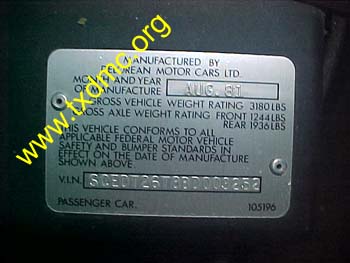 MANUFACTURED BY
DELOREAN MOTOR CARS LTD.
MONTH AND YEAR
OF MANUFACTURE AUG. 81
GROSS VEHICLE WEIGHT RATING 3180 LBS
GROSS AXLE WEIGHT RATING FRONT 1244 LBS
REAR 1936 LBS
THIS VEHICLE CONFORMS TO ALL
APPLICABLE FEDERAL MOTOR VEHICLE
SAFETY AND BUMPER STANDARDS IN
EFFECT ON THE DATE OF MANUFACTURE
SHOWN ABOVE.
V.I.N.
PASSENGER CAR. 105196
www.txdmc.org